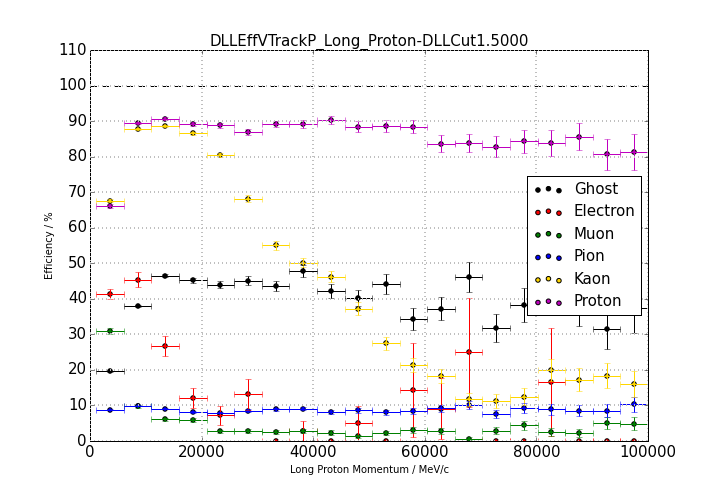 DLLEffVTrackP_Long_Proton-DLLCut1.5000
110
100
90
80
70
60
50
40
30
20
10
0
Efficiency / %
Ghost
Electron
Muon
Pion
Kaon
Proton
0 20000 40000 60000 80000 100000
Long Proton Momentum / MeV/c